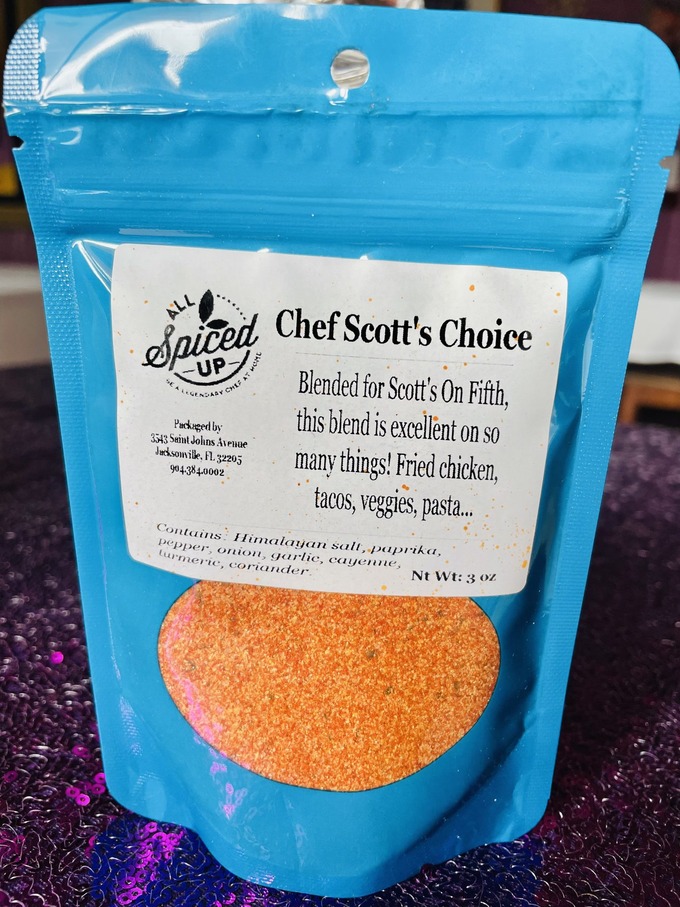 ALL
Spiced
UP
BE A LEGENDARY CHEF AT HOME
Chef Scott's Choice
Blended for Scott's On Fifth,
this blend is excellent on so
many things! Fried chicken,
tacos, veggies, pasta...
Packaged by
3543 Saint Johns Avenue
Jacksonville, FL 32205
904.384.0002
Contains: Himalayan salt, paprika,
pepper, onion, garlic, cayenne,
turmeric, coriander.
Nt Wt: 3 oz